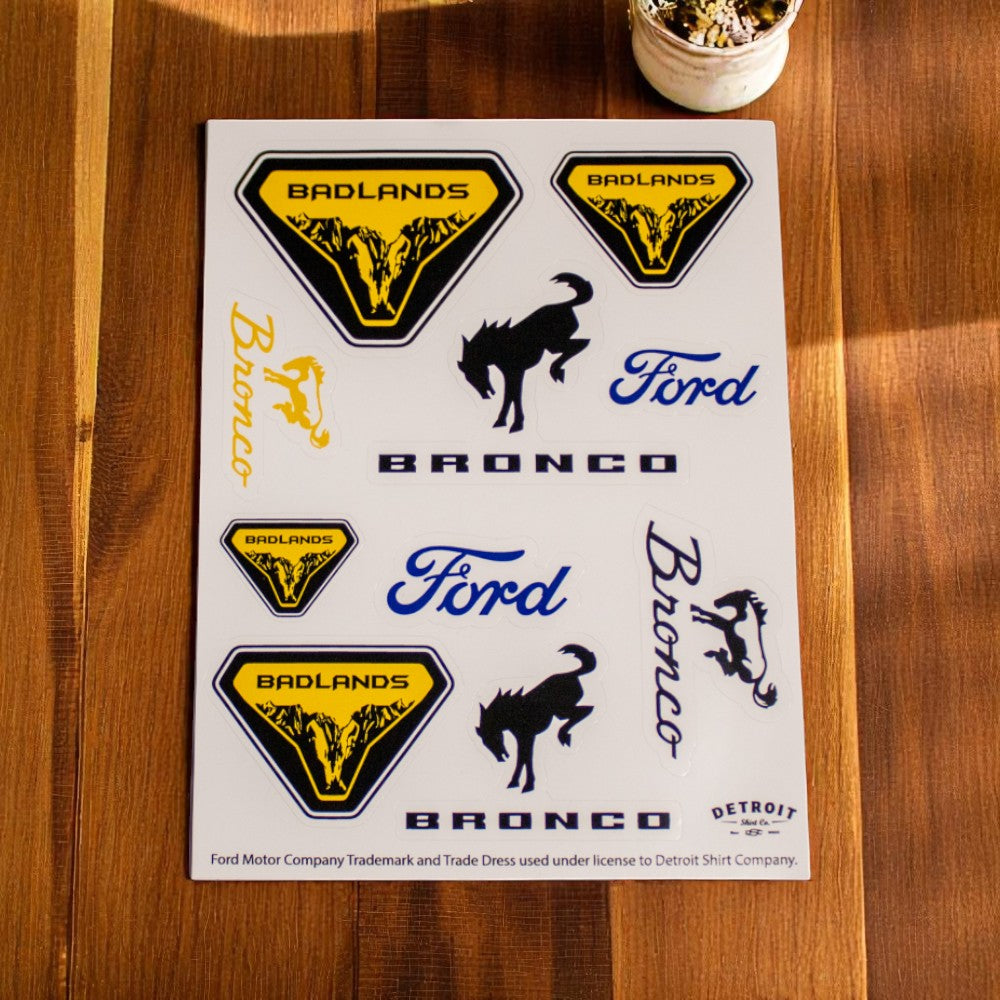 BADLANDS
BADLANDS
Bronco
Ford
BRONCO
BADLANDS
Ford
Bronco
BADLANDS
BRONCO
DETROIT
Shirt Co.
Ford Motor Company Trademark and Trade Dress used under license to Detroit Shirt Company.